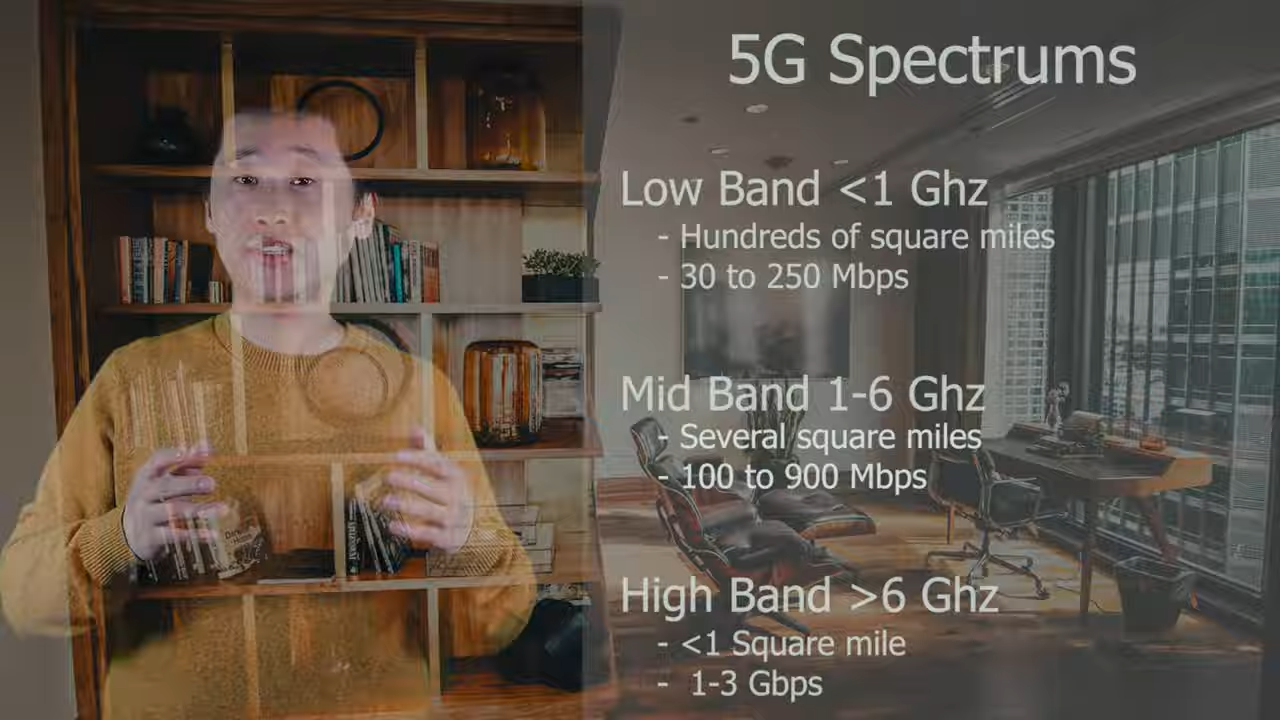 5G Spectrums
Low Band <1 Ghz
- Hundreds of square miles
- 30 to 250 Mbps
Mid Band 1-6 Ghz
- Several square miles
- 100 to 900 Mbps
High Band >6 Ghz
- <1 Square mile
- 1-3 Gbps